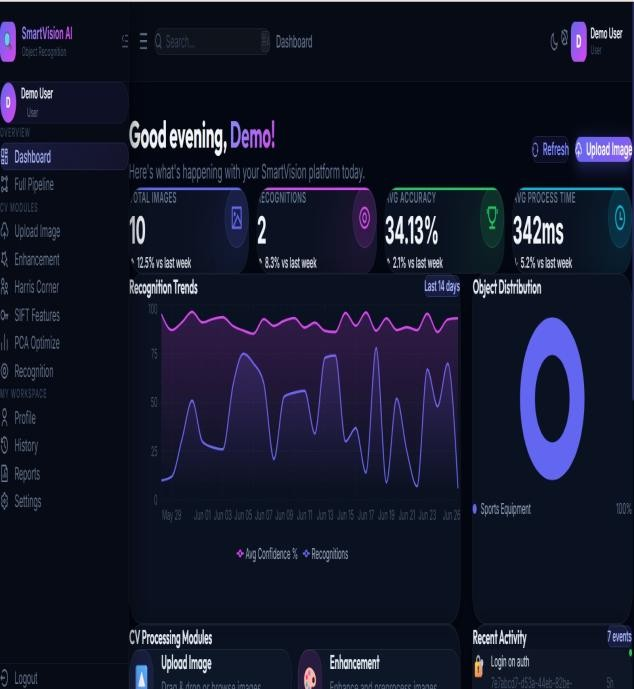 SmartVision AI
Object Recognition
Search...
Dashboard
D
Demo User
User
D
Demo User
User
OVERVIEW
Dashboard
Full Pipeline
CV MODULES
Upload Image
Enhancement
Harris Corner
SIFT Features
PCA Optimize
Recognition
MY WORKSPACE
Profile
History
Reports
Settings
Logout
Good evening, Demo!
Here's what's happening with your SmartVision platform today.
Refresh
Upload Image
OTAL IMAGES
10
12.5% vs last week
ECOGNITIONS
2
8.3% vs last week
AVG ACCURACY
34.13%
2.1% vs last week
AVG PROCESS TIME
342ms
5.2% vs last week
Recognition Trends
Last 14 days
100
75
50
25
0
May 29 Jun 01 Jun 03 Jun 05 Jun 07 Jun 09 Jun 11 Jun 13 Jun 15 Jun 17 Jun 19 Jun 21 Jun 23 Jun 26
Avg Confidence % Recognitions
Object Distribution
Sports Equipment 100%
CV Processing Modules
Upload Image
Drag & drop or browse images
Enhancement
Enhance and preprocess images
Recent Activity
7 events
Login on auth
5h